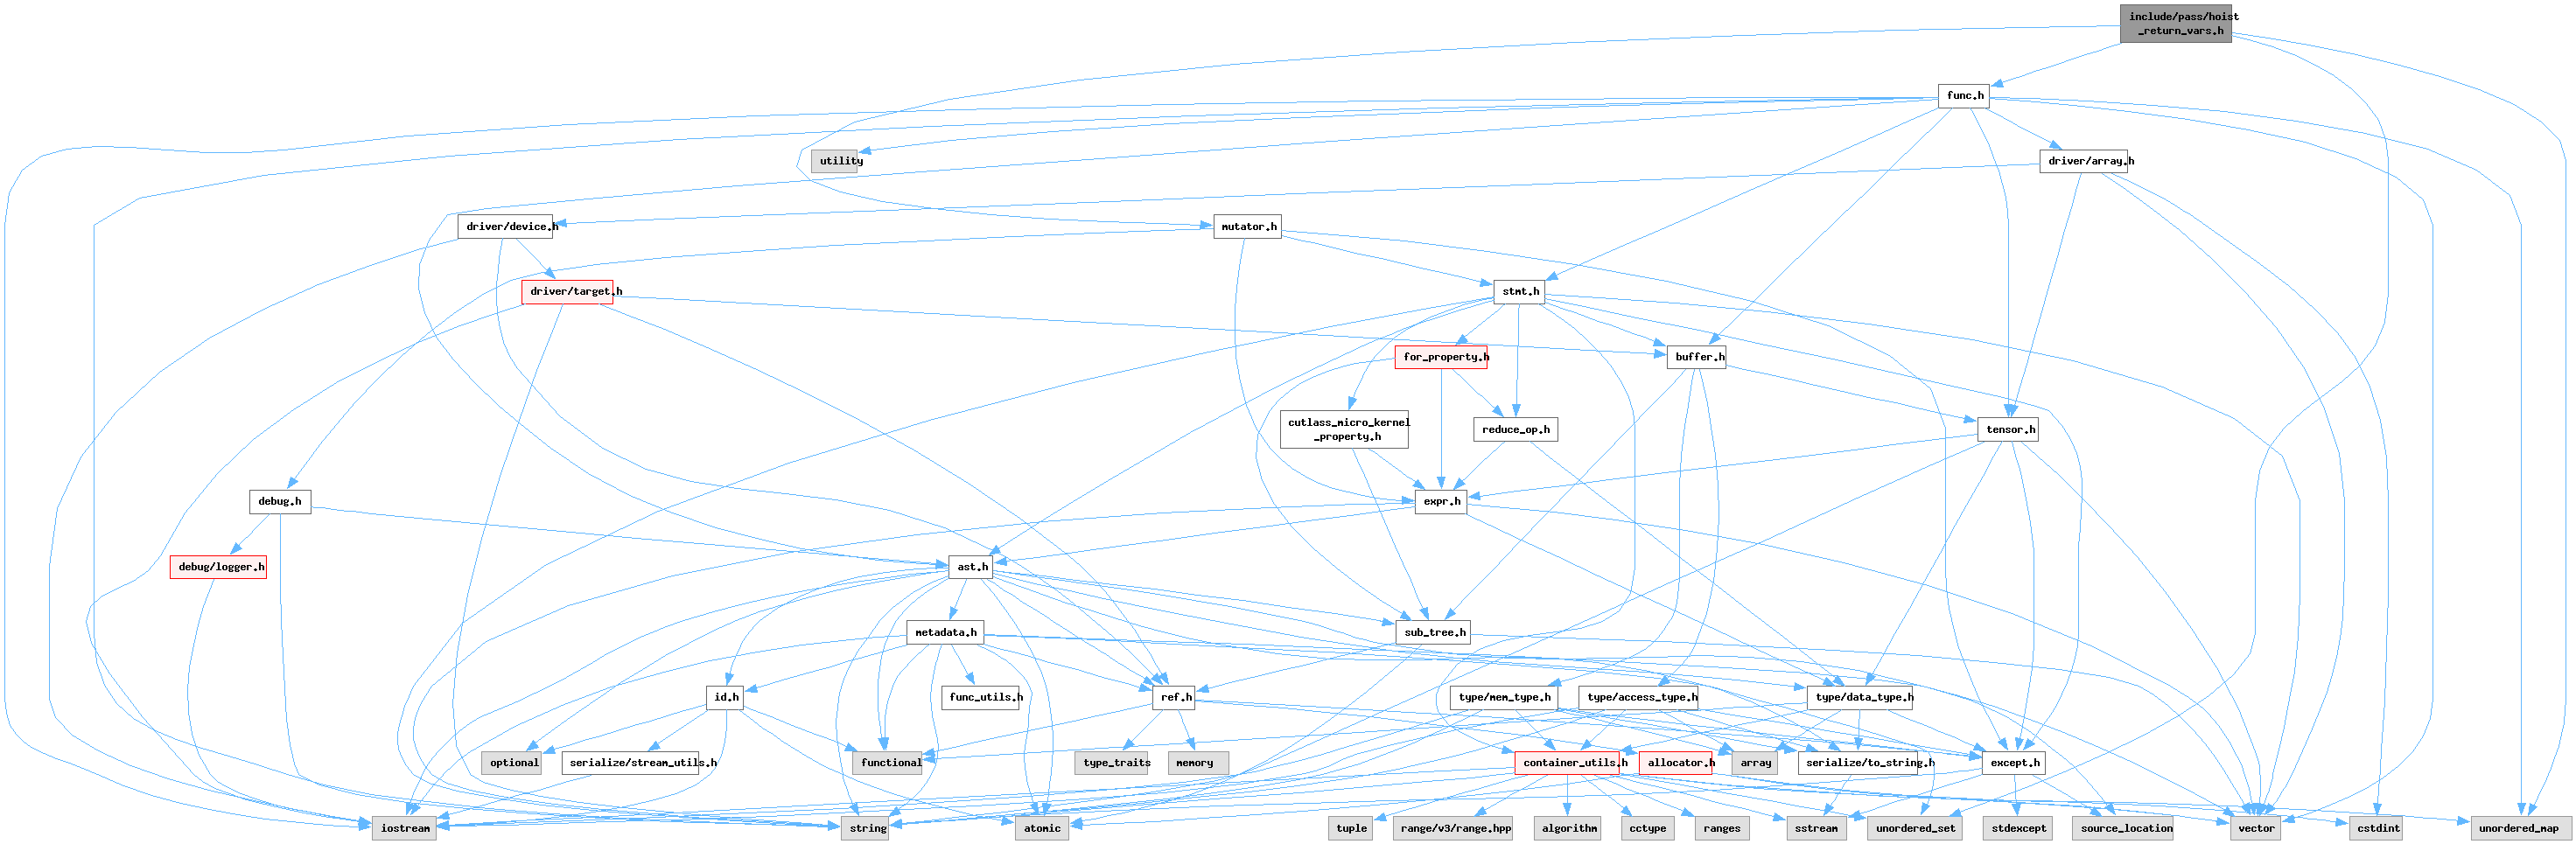 include/pass/hoist
_return_vars.h
func.h
utility
driver/array.h
driver/device.h
mutator.h
driver/target.h
stmt.h
for_property.h
buffer.h
cutlass_micro_kernel
_property.h
reduce_op.h
tensor.h
debug.h
expr.h
debug/logger.h
ast.h
metadata.h
sub_tree.h
id.h
func_utils.h
ref.h
type/mem_type.h
type/access_type.h
type/data_type.h
optional
serialize/stream_utils.h
functional
type_traits
memory
container_utils.h
allocator.h
array
serialize/to_string.h
except.h
iostream
string
atomic
tuple
range/v3/range.hpp
algorithm
cctype
ranges
sstream
unordered_set
stdexcept
source_location
vector
cstdint
unordered_map